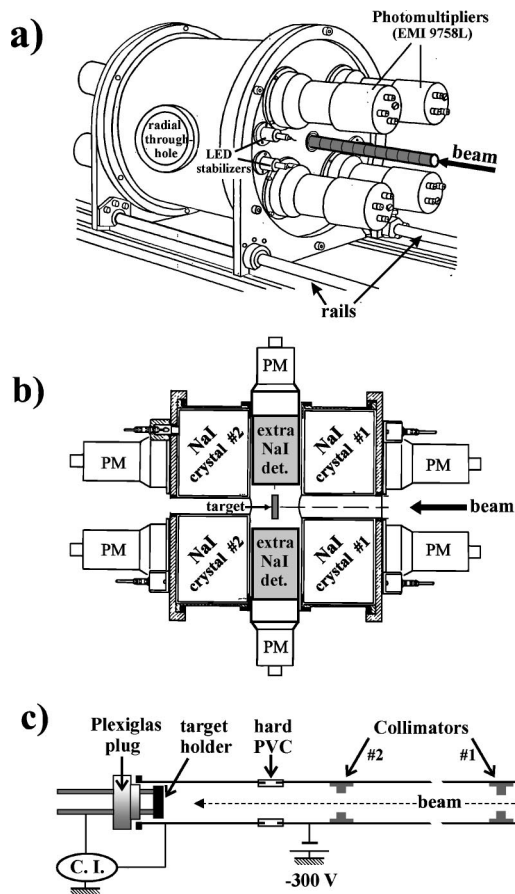 a)
Photomultipliers
(EMI 9758L)
radial
through-
hole
LED
stabilizers
beam
rails
b)
PM
NaI
crystal #2
extra
NaI
det.
NaI
crystal #1
PM
PM
target
beam
PM
NaI
crystal #2
extra
NaI
det.
NaI
crystal #1
PM
PM
c)
Plexiglas
plug
target
holder
hard
PVC
Collimators
#2
#1
beam
C. I.
-300 V